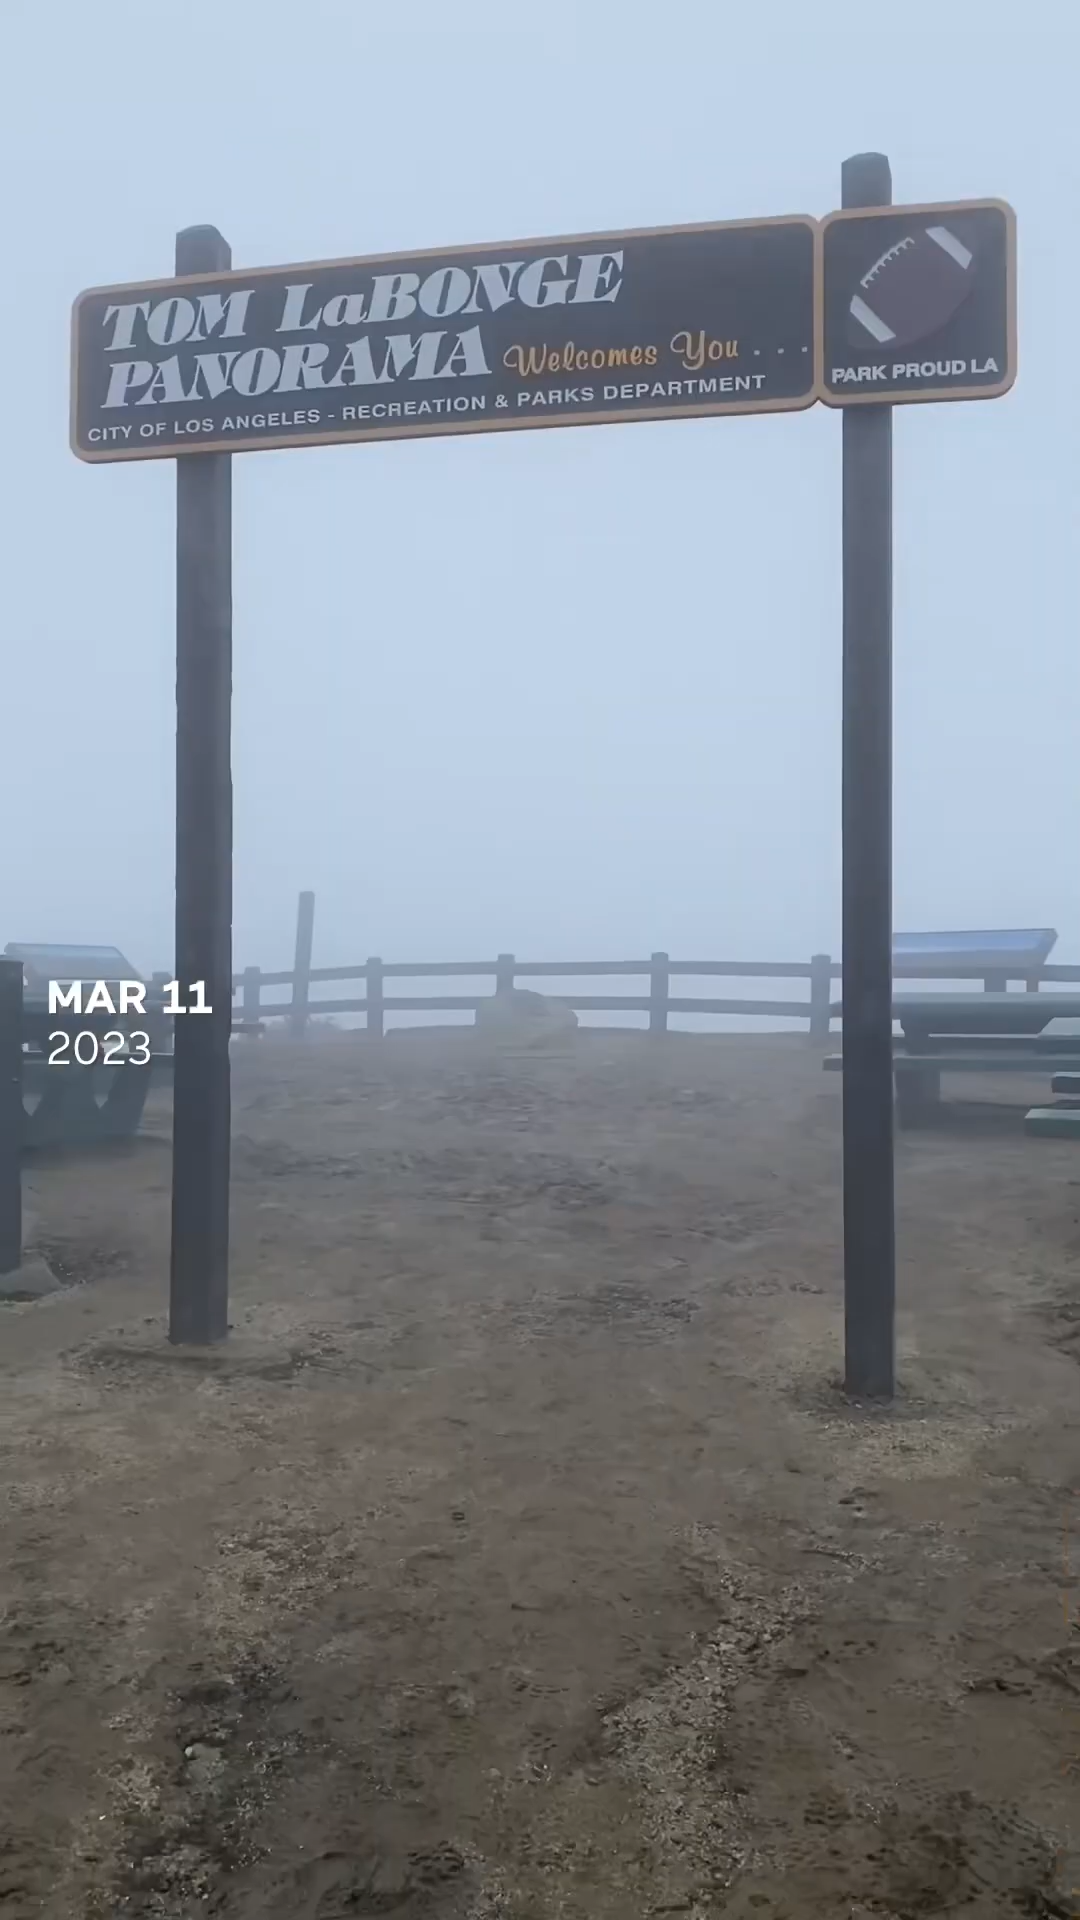 TOM LaBONGE
PANORAMA Welcomes You . . .
CITY OF LOS ANGELES - RECREATION & PARKS DEPARTMENT
PARK PROUD LA
MAR 11
2023